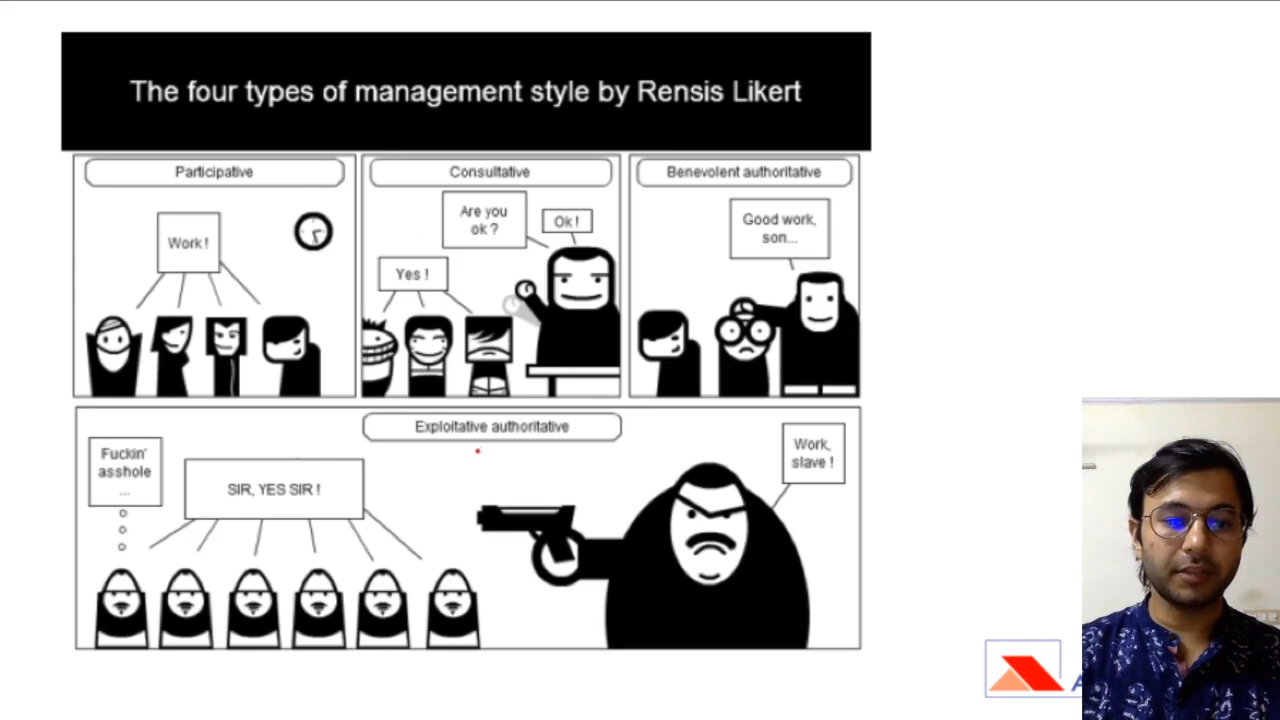 The four types of management style by Rensis Likert
Participative
Work !
Consultative
Are you
ok ?
Ok !
Yes !
Benevolent authoritative
Good work,
son...
Exploitative authoritative
Fuckin'
asshole
...
SIR, YES SIR !
Work,
slave !
A